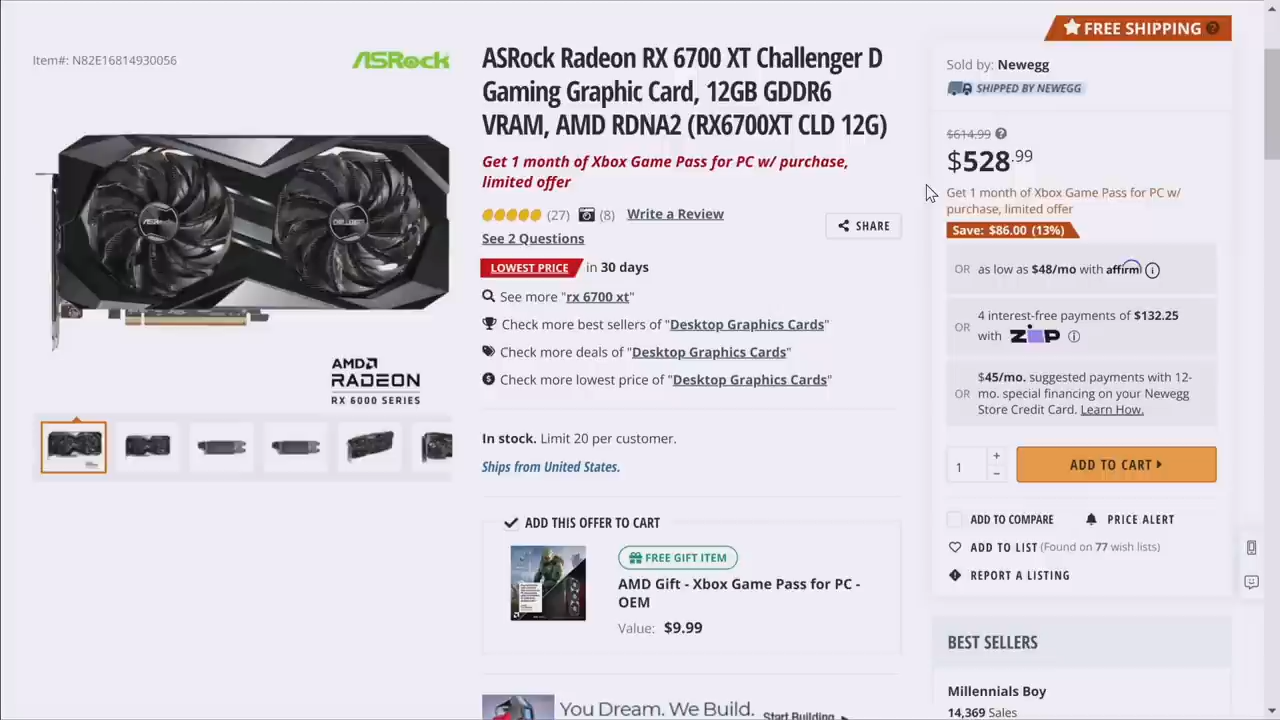 FREE SHIPPING
Item#: N82E16814930056
ASRock
ASRock Radeon RX 6700 XT Challenger D
Gaming Graphic Card, 12GB GDDR6
VRAM, AMD RDNA2 (RX6700XT CLD 12G)
Get 1 month of Xbox Game Pass for PC w/ purchase,
limited offer
(27) (8) Write a Review
SHARE
See 2 Questions
LOWEST PRICE in 30 days
See more "rx 6700 xt"
Check more best sellers of "Desktop Graphics Cards"
Check more deals of "Desktop Graphics Cards"
Check more lowest price of "Desktop Graphics Cards"
AMD
RADEON
RX 6000 SERIES
In stock. Limit 20 per customer.
Ships from United States.
ADD THIS OFFER TO CART
FREE GIFT ITEM
AMD Gift - Xbox Game Pass for PC -
OEM
Value: $9.99
You Dream. We Build.
Start Building
Sold by: Newegg
SHIPPED BY NEWEGG
$614.99
$528.99
Get 1 month of Xbox Game Pass for PC w/
purchase, limited offer
Save: $86.00 (13%)
OR as low as $48/mo with affirm
4 interest-free payments of $132.25
OR
with Zip
$45/mo. suggested payments with 12-
OR mo. special financing on your Newegg
Store Credit Card. Learn How.
1 + -
ADD TO CART
ADD TO COMPARE PRICE ALERT
ADD TO LIST (Found on 77 wish lists)
REPORT A LISTING
BEST SELLERS
Millennials Boy
14,369 Sales